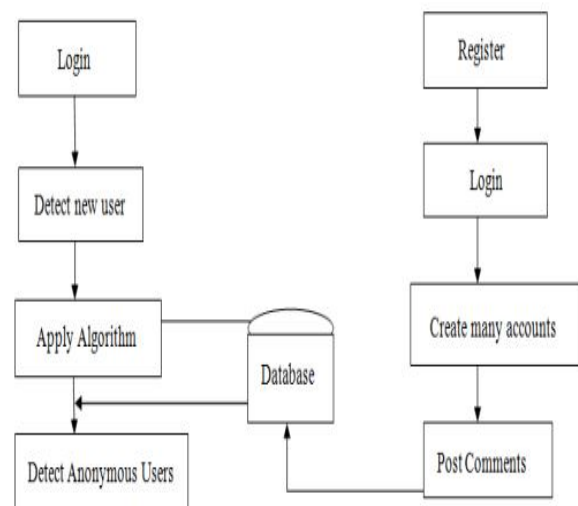 Login
Detect new user
Apply Algorithm
Detect Anonymous Users
Database
Register
Login
Create many accounts
Post Comments